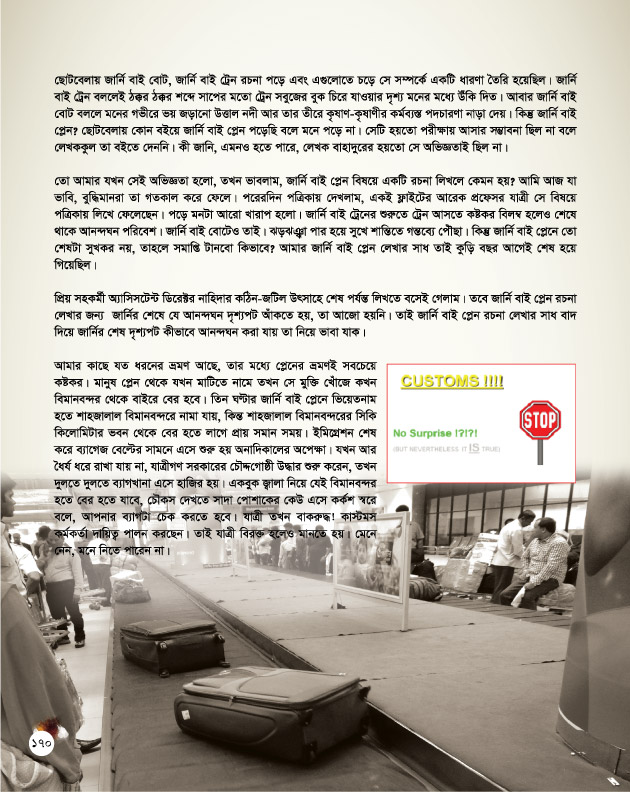 ছোটবেলায় জার্নি বাই বোট, জার্নি বাই ট্রেন রচনা পড়ে এবং এগুলোতে চড়ে সে সম্পর্কে একটি ধারণা তৈরি হয়েছিল। জার্নি
বাই ট্রেন বললেই ঠক্কর ঠক্কর শব্দে সাপের মতো ট্রেন সবুজের বুক চিরে যাওয়ার দৃশ্য মনের মধ্যে উঁকি দিত। আবার জার্নি বাই
বোট বললে মনের গভীরে ভয় জড়ানো উত্তাল নদী আর তার তীরে কৃষাণ-কৃষাণীর কর্মব্যস্ত পদচারণা নাড়া দেয়। কিন্তু জার্নি বাই
প্লেন? ছোটবেলায় কোন বইয়ে জার্নি বাই প্লেন পড়েছি বলে মনে পড়ে না। সেটি হয়তো পরীক্ষায় আসার সম্ভাবনা ছিল না বলে
লেখককুল তা বইতে দেননি। কী জানি, এমনও হতে পারে, লেখক বাহাদুরের হয়তো সে অভিজ্ঞতাই ছিল না।
তো আমার যখন সেই অভিজ্ঞতা হলো, তখন ভাবলাম, জার্নি বাই প্লেন বিষয়ে একটি রচনা লিখলে কেমন হয়? আমি আজ যা
ভাবি, বুদ্ধিমানরা তা গতকাল করে ফেলে। পরেরদিন পত্রিকায় দেখলাম, একই ফ্লাইটের আরেক প্রফেসর যাত্রী সে বিষয়ে
পত্রিকায় লিখে ফেলেছেন। পড়ে মনটা আরো খারাপ হলো। জার্নি বাই ট্রেনের শুরুতে ট্রেন আসতে কষ্টকর বিলম্ব হলেও শেষে
থাকে আনন্দঘন পরিবেশ। জার্নি বাই বোটেও তাই। ঝড়ঝঞ্ঝা পার হয়ে সুখে শান্তিতে গন্তব্যে পৌঁছা। কিন্তু জার্নি বাই প্লেনে তো
শেষটা সুখকর নয়, তাহলে সমাপ্তি টানবো কিভাবে? আমার জার্নি বাই প্লেন লেখার সাধ তাই কুড়ি বছর আগেই শেষ হয়ে
গিয়েছিল।
প্রিয় সহকর্মী অ্যাসিসটেন্ট ডিরেক্টর নাহিদার কঠিন-জটিল উৎসাহে শেষ পর্যন্ত লিখতে বসেই গেলাম। তবে জার্নি বাই প্লেন রচনা
লেখার জন্য জার্নির শেষে যে আনন্দঘন দৃশ্যপট আঁকতে হয়, তা আজো হয়নি। তাই জার্নি বাই প্লেন রচনা লেখার সাধ বাদ
দিয়ে জার্নির শেষ দৃশ্যপট কীভাবে আনন্দঘন করা যায় তা নিয়ে ভাবা যাক।
আমার কাছে যত ধরনের ভ্রমণ আছে, তার মধ্যে প্লেনের ভ্রমণই সবচেয়ে
কষ্টকর। মানুষ প্লেন থেকে যখন মাটিতে নামে তখন সে মুক্তি খোঁজে কখন
বিমানবন্দর থেকে বাইরে বের হবে। তিন ঘন্টার জার্নি বাই প্লেনে ভিয়েতনাম
হতে শাহজালাল বিমানবন্দরে নামা যায়, কিন্তু শাহজালাল বিমানবন্দরের সিকি
কিলোমিটার ভবন থেকে বের হতে লাগে প্রায় সমান সময়। ইমিগ্রেশন শেষ
করে ব্যাগেজ বেল্টের সামনে এসে শুরু হয় অনাদিকালের অপেক্ষা। যখন আর
ধৈর্য ধরে রাখা যায় না, যাত্রীগণ সরকারের চৌদ্দগোষ্ঠী উদ্ধার শুরু করেন, তখন
দুলতে দুলতে ব্যাগখানা এসে হাজির হয়। একবুক জ্বালা নিয়ে যেই বিমানবন্দর
হতে বের হতে যাবে, চৌকস দেখতে সাদা পোশাকের কেউ এসে কর্কশ স্বরে
বলে, আপনার ব্যাগটা চেক করতে হবে। যাত্রী তখন বাকরুদ্ধ! কাস্টমস
কর্মকর্তা দায়িত্ব পালন করছেন। তাই যাত্রী বিরক্ত হলেও মানতে হয়। মেনে
নেন, মনে নিতে পারেন না।
CUSTOMS !!!!
STOP
No Surprise !?!?!
(BUT NEVERTHELESS IT IS TRUE)
১৭০